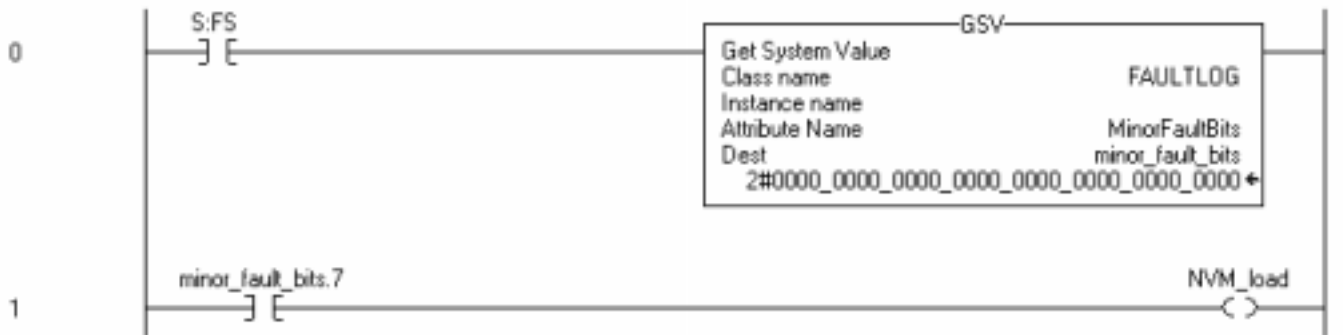 S:FS
GSV
0
Get System Value
Class name FAULTLOG
Instance name
Attribute Name MinorFaultBits
Dest minor_fault_bits
2#0000_0000_0000_0000_0000_0000_0000_0000
minor_fault_bits.7 NVM_load
1